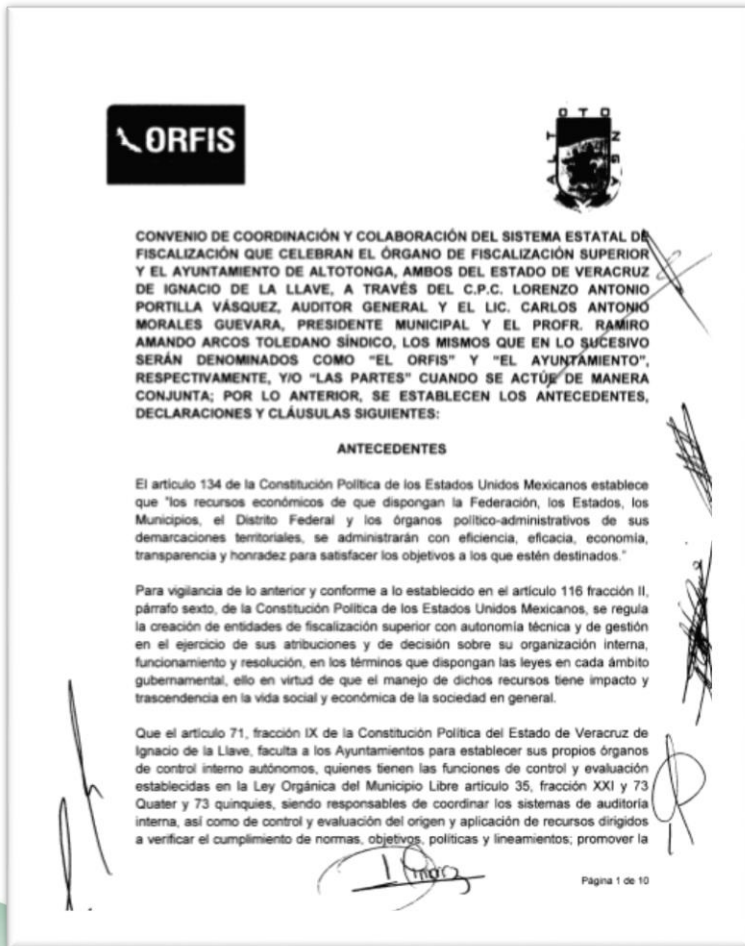 ORFIS
ALTOTONGA
CONVENIO DE COORDINACIÓN Y COLABORACIÓN DEL SISTEMA ESTATAL DE
FISCALIZACIÓN QUE CELEBRAN EL ÓRGANO DE FISCALIZACIÓN SUPERIOR
Y EL AYUNTAMIENTO DE ALTOTONGA, AMBOS DEL ESTADO DE VERACRUZ
DE IGNACIO DE LA LLAVE, A TRAVÉS DEL C.P.C. LORENZO ANTONIO
PORTILLA VÁSQUEZ, AUDITOR GENERAL Y EL LIC. CARLOS ANTONIO
MORALES GUEVARA, PRESIDENTE MUNICIPAL Y EL PROFR. RAMIRO
AMANDO ARCOS TOLEDANO SÍNDICO, LOS MISMOS QUE EN LO SUCESIVO
SERÁN DENOMINADOS COMO "EL ORFIS" Y "EL AYUNTAMIENTO",
RESPECTIVAMENTE, Y/O "LAS PARTES" CUANDO SE ACTÚE DE MANERA
CONJUNTA; POR LO ANTERIOR, SE ESTABLECEN LOS ANTECEDENTES,
DECLARACIONES Y CLÁUSULAS SIGUIENTES:
ANTECEDENTES
El artículo 134 de la Constitución Política de los Estados Unidos Mexicanos establece
que "los recursos económicos de que dispongan la Federación, los Estados, los
Municipios, el Distrito Federal y los órganos político-administrativos de sus
demarcaciones territoriales, se administrarán con eficiencia, eficacia, economía,
transparencia y honradez para satisfacer los objetivos a los que estén destinados."
Para vigilancia de lo anterior y conforme a lo establecido en el artículo 116 fracción II,
párrafo sexto, de la Constitución Política de los Estados Unidos Mexicanos, se regula
la creación de entidades de fiscalización superior con autonomía técnica y de gestión
en el ejercicio de sus atribuciones y de decisión sobre su organización interna,
funcionamiento y resolución, en los términos que dispongan las leyes en cada ámbito
gubernamental, ello en virtud de que el manejo de dichos recursos tiene impacto y
trascendencia en la vida social y económica de la sociedad en general.
Que el artículo 71, fracción IX de la Constitución Política del Estado de Veracruz de
Ignacio de la Llave, faculta a los Ayuntamientos para establecer sus propios órganos
de control interno autónomos, quienes tienen las funciones de control y evaluación
establecidas en la Ley Orgánica del Municipio Libre artículo 35, fracción XXI y 73
Quater y 73 quinquies, siendo responsables de coordinar los sistemas de auditoría
interna, así como de control y evaluación del origen y aplicación de recursos dirigidos
a verificar el cumplimiento de normas, objetivos, políticas y lineamientos; promover la
Página 1 de 10